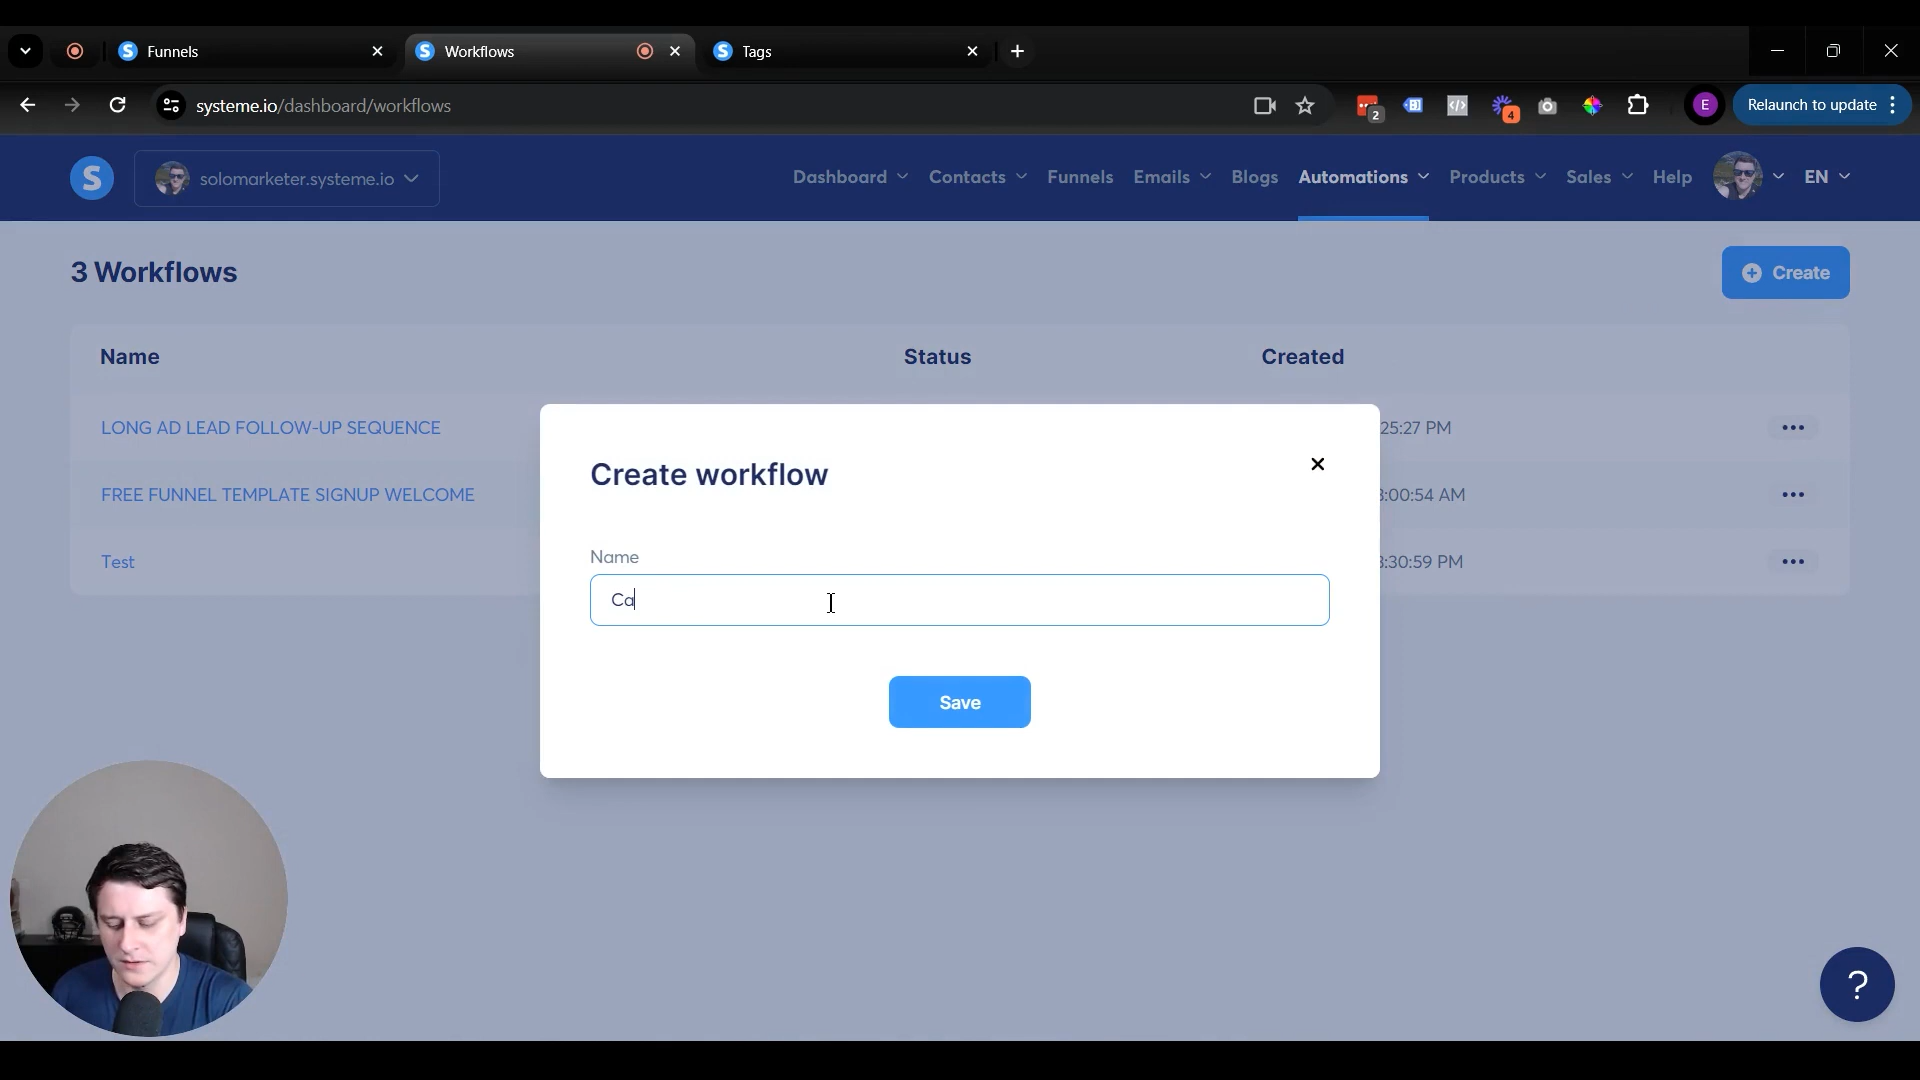 Funnels
Workflows
Tags
systeme.io/dashboard/workflows
2
4
E
Relaunch to update
S
solomarketer.systeme.io
Dashboard
Contacts
Funnels
Emails
Blogs
Automations
Products
Sales
Help
EN
3 Workflows
Create
Name
Status
Created
LONG AD LEAD FOLLOW-UP SEQUENCE
25:27 PM
FREE FUNNEL TEMPLATE SIGNUP WELCOME
:00:54 AM
Test
:30:59 PM
Create workflow
Name
Ca
Save
?